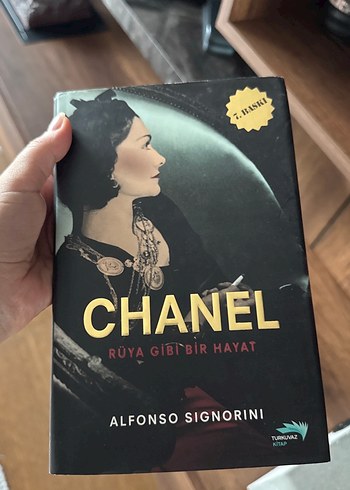 7. BASKI
CHANEL
RÜYA GİBİ BİR HAYAT
ALFONSO SIGNORINI
TURKUVAZ
KİTAP